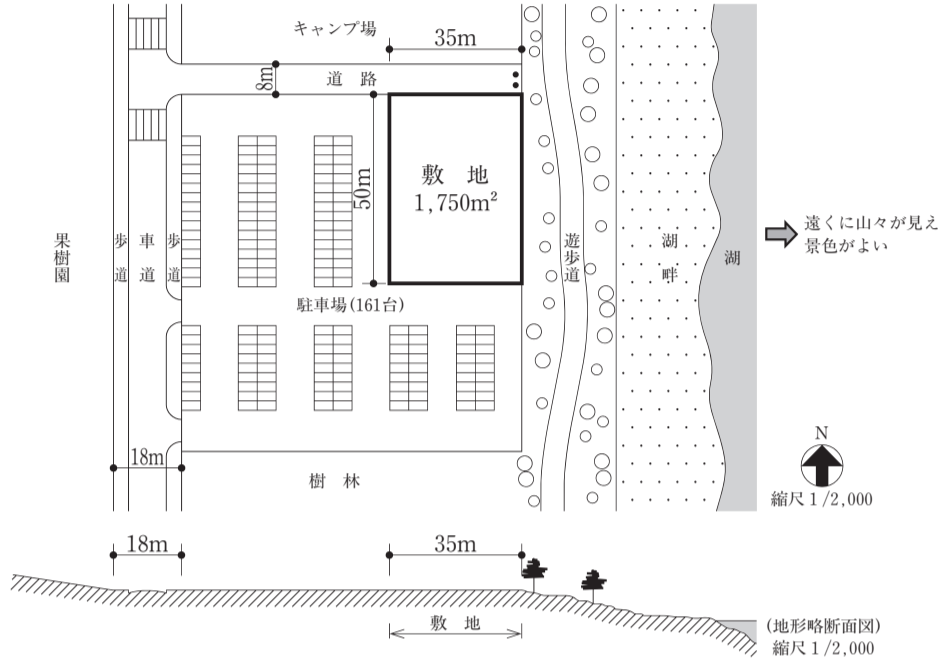 キャンプ場
35m
8m
道 路
50m
敷 地
1,750m²
果樹園
歩道
車道
歩道
駐車場(161台)
遊歩道
湖畔
湖
遠くに山々が見え
景色がよい
18m
樹 林
N
縮尺 1/2,000
18m
35m
敷 地
(地形略断面図)
縮尺 1/2,000